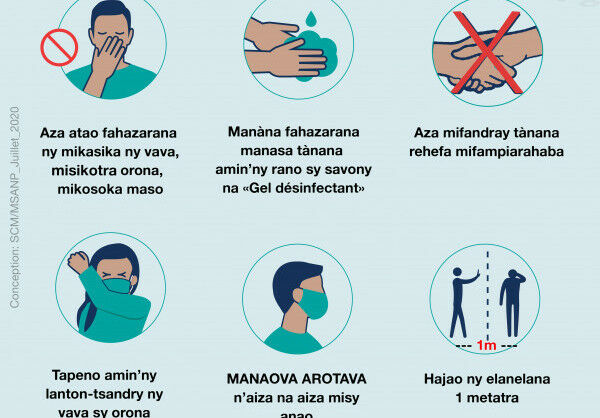 Aza atao fahazarana
ny mikasika ny vava,
misikotra orona,
mikosoka maso
Manàna fahazarana
manasa tànana
amin'ny rano sy savony
na «Gel désinfectant»
Aza mifandray tànana
rehefa mifampiarahaba
Conception: SCM/MSANP_Juillet_2020
Tapeno amin'ny
lanton-tsandry ny
vava sy orona
MANAOVA AROTAVA
n'aiza na aiza misy
anao
1m
Hajao ny elanelana
1 metatra